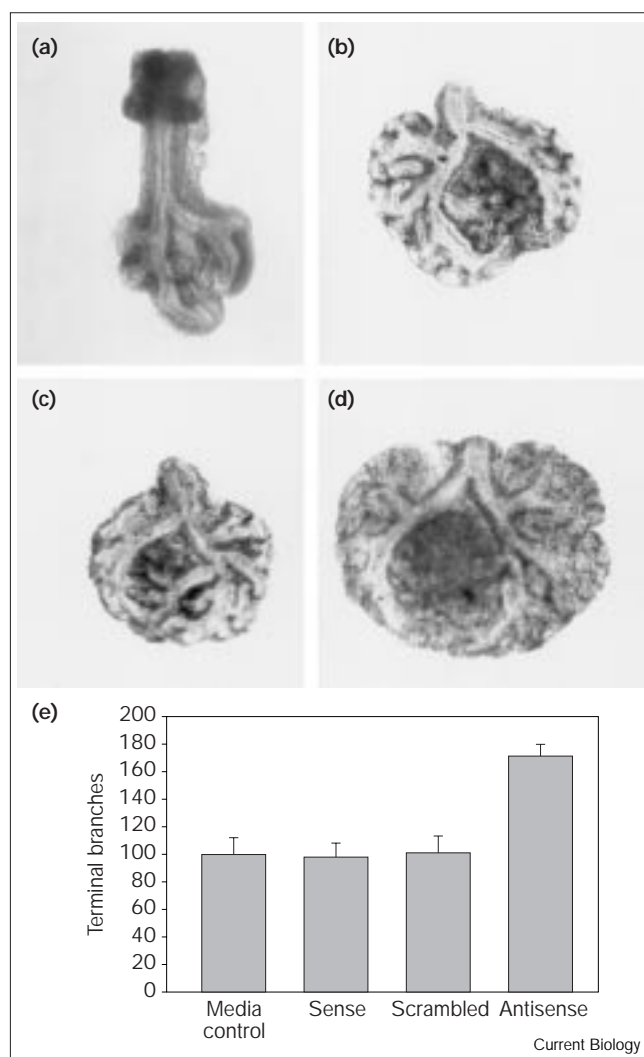 (a)
(b)
(c)
(d)
(e)
200
180
160
140
120
100
80
60
40
20
0
Terminal branches
Media
control
Sense
Scrambled
Antisense
Current Biology